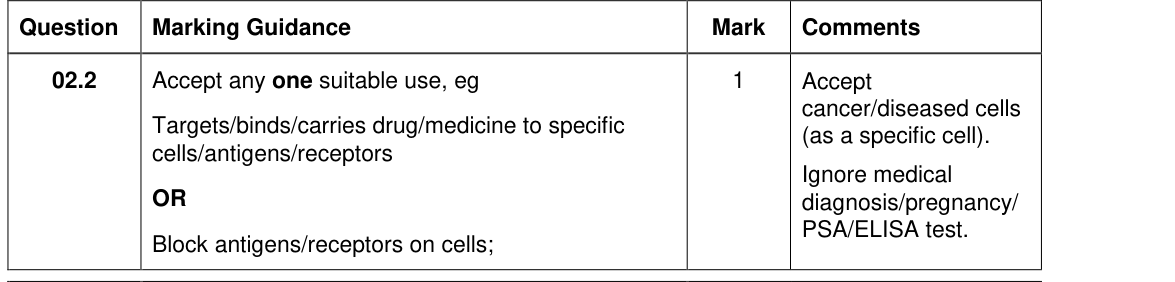 Question Marking Guidance Mark Comments
02.2 Accept any one suitable use, eg 1 Accept
cancer/diseased cells
Targets/binds/carries drug/medicine to specific (as a specific cell).
cells/antigens/receptors
Ignore medical
OR diagnosis/pregnancy/
PSA/ELISA test.
Block antigens/receptors on cells;